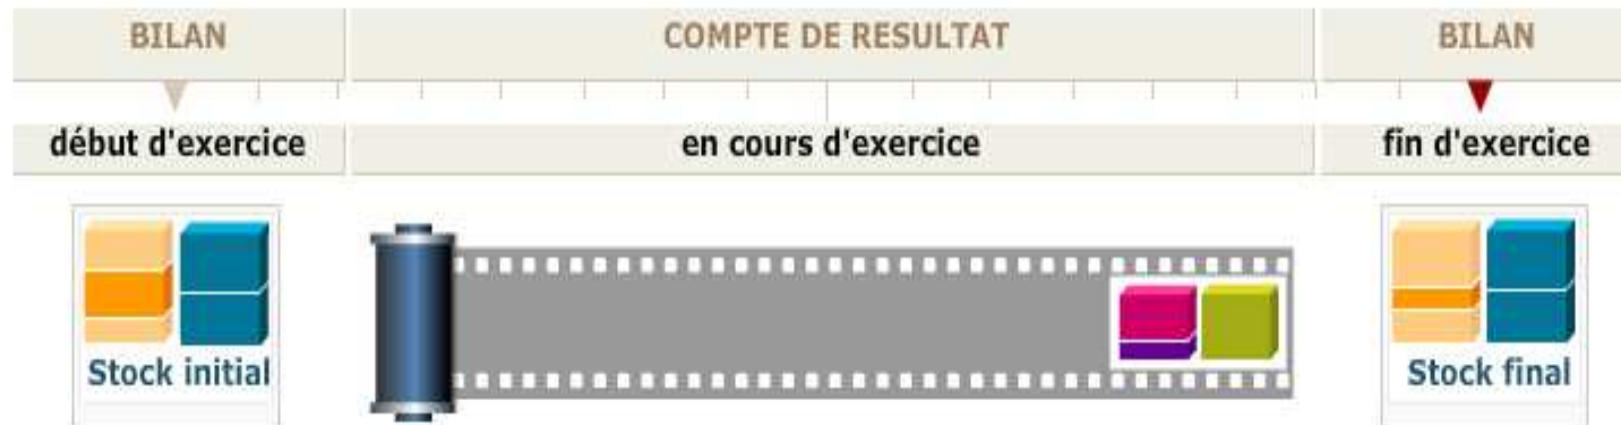 BILAN
COMPTE DE RESULTAT
BILAN
début d'exercice
en cours d'exercice
fin d'exercice
Stock initial
Stock final